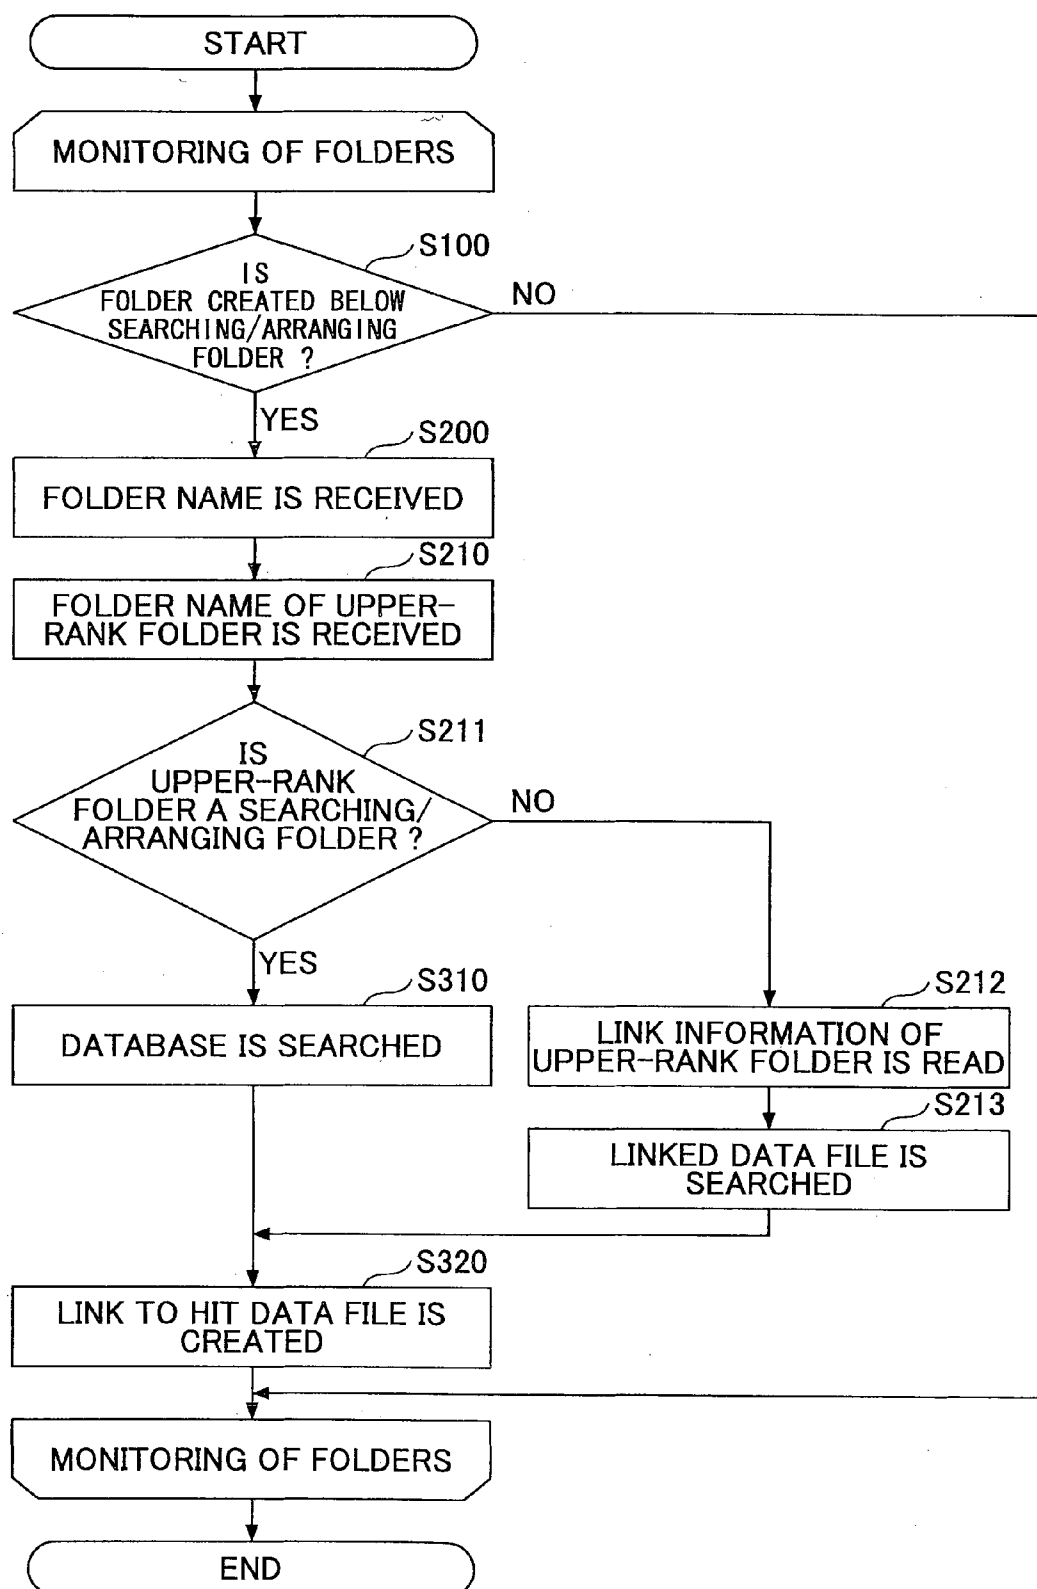 START
MONITORING OF FOLDERS
S100
IS
FOLDER CREATED BELOW
SEARCHING/ARRANGING
FOLDER ?
NO
YES
S200
FOLDER NAME IS RECEIVED
S210
FOLDER NAME OF UPPER-
RANK FOLDER IS RECEIVED
S211
IS
UPPER-RANK
FOLDER A SEARCHING/
ARRANGING FOLDER ?
NO
YES
S310
DATABASE IS SEARCHED
S212
LINK INFORMATION OF
UPPER-RANK FOLDER IS READ
S213
LINKED DATA FILE IS
SEARCHED
S320
LINK TO HIT DATA FILE IS
CREATED
MONITORING OF FOLDERS
END